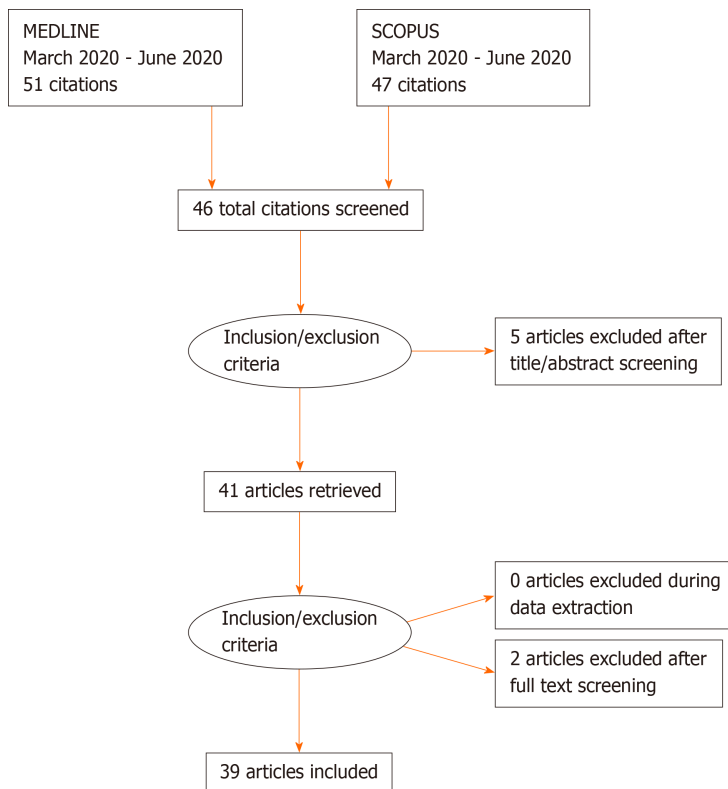 MEDLINE
March 2020 - June 2020
51 citations
SCOPUS
March 2020 - June 2020
47 citations
46 total citations screened
Inclusion/exclusion
criteria
5 articles excluded after
title/abstract screening
41 articles retrieved
Inclusion/exclusion
criteria
0 articles excluded during
data extraction
2 articles excluded after
full text screening
39 articles included